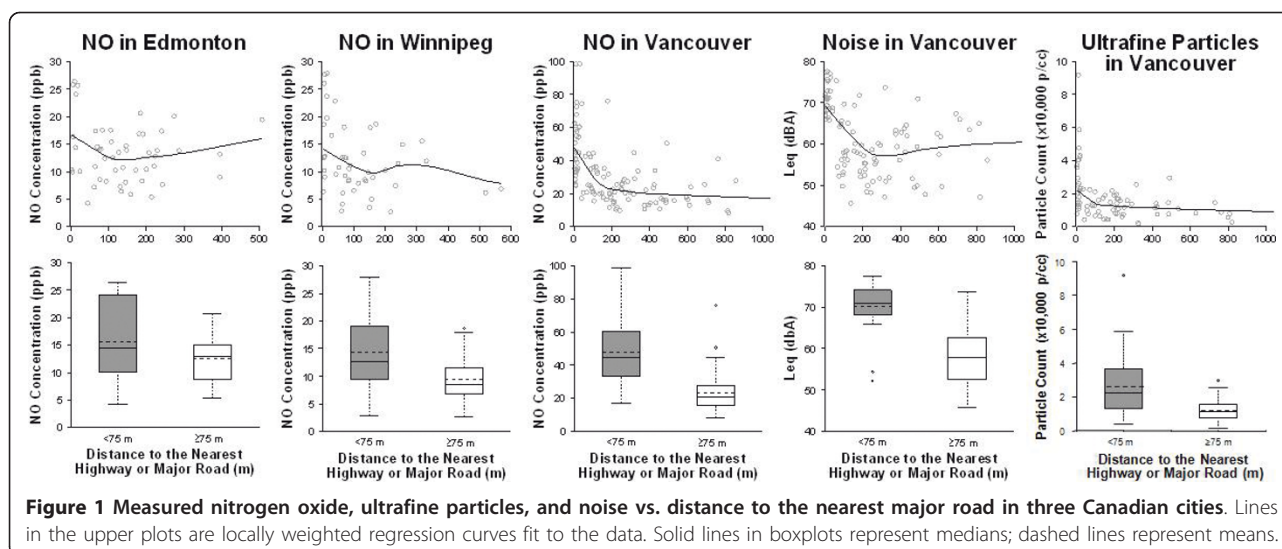 NO in Edmonton
NO in Winnipeg
NO in Vancouver
Noise in Vancouver
Ultrafine Particles
in Vancouver
NO Concentration (ppb)
30
25
20
15
10
5
0
0 100 200 300 400 500
NO Concentration (ppb)
30
25
20
15
10
5
0
0 100 200 300 400 500 600
NO Concentration (ppb)
100
80
60
40
20
0
0 200 400 600 800 1000
Leq (dBA)
80
70
60
50
40
0 200 400 600 800 1000
Particle Count (x10,000 p/cc)
10
8
6
4
2
0
0 200 400 600 800 1000
NO Concentration (ppb)
30
25
20
15
10
5
0
<75 m ≥75 m
Distance to the Nearest
Highway or Major Road (m)
NO Concentration (ppb)
30
25
20
15
10
5
0
<75 m ≥75 m
Distance to the Nearest
Highway or Major Road (m)
NO Concentration (ppb)
100
80
60
40
20
0
<75 m ≥75 m
Distance to the Nearest
Highway or Major Road (m)
Leq (dbA)
80
70
60
40
<75 m ≥75 m
Distance to the Nearest
Highway or Major Road (m)
Particle Count (x10,000 p/cc)
10
8
6
4
2
0
<75 m ≥75 m
Distance to the Nearest
Highway or Major Road (m)
Figure 1 Measured nitrogen oxide, ultrafine particles, and noise vs. distance to the nearest major road in three Canadian cities. Lines
in the upper plots are locally weighted regression curves fit to the data. Solid lines in boxplots represent medians; dashed lines represent means.